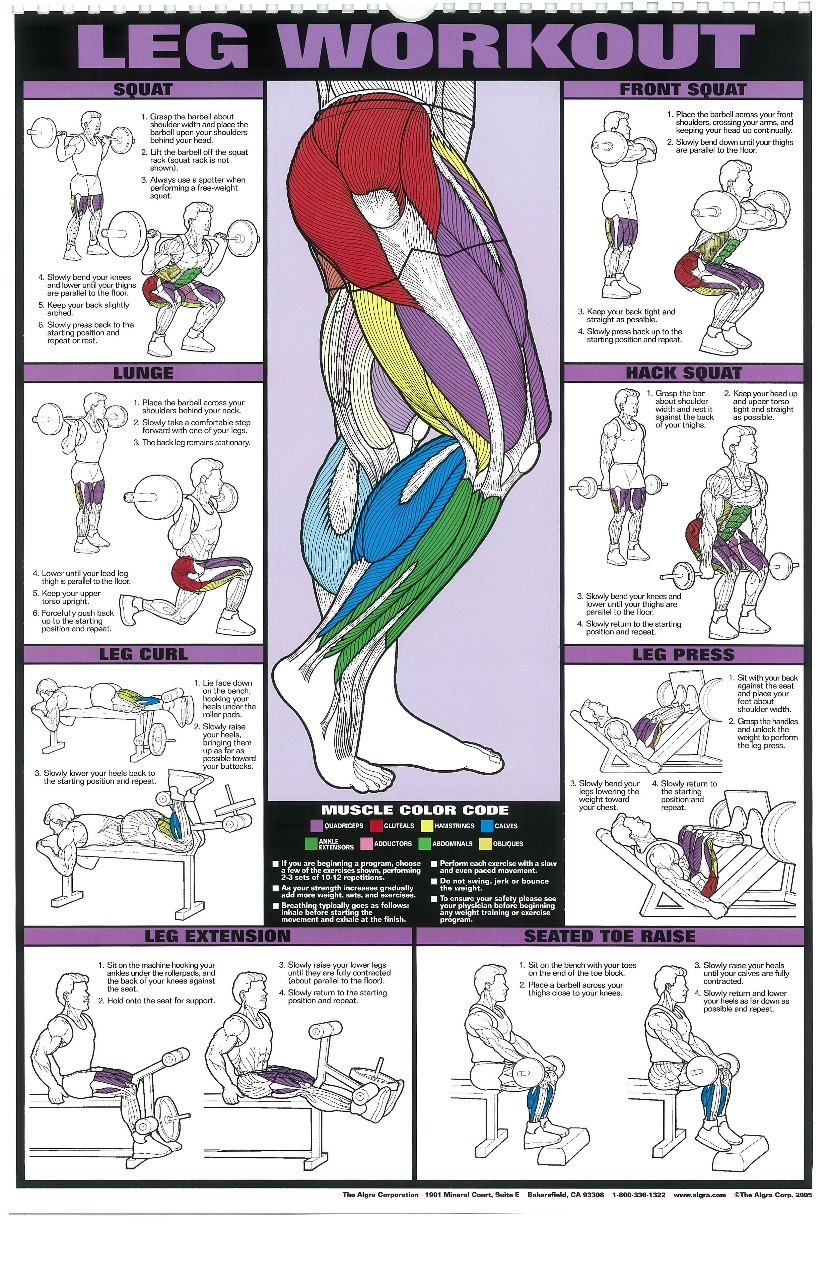 LEG WORKOUT
SQUAT
1. Grasp the barbell about
shoulder width and place the
barbell upon your shoulders
behind your head.
2. Lift the barbell off the squat
rack (squat rack is not
shown).
3. Always use a spotter when
performing a free-weight
squat.
4. Slowly bend your knees
and lower until your thighs
are parallel to the floor.
5. Keep your back slightly
arched.
6. Slowly press back to the
starting position and
repeat or rest.
FRONT SQUAT
1. Place the barbell across your front
shoulders, crossing your arms, and
keeping your head up continually.
2. Slowly bend down until your thighs
are parallel to the floor.
3. Keep your back tight and
straight as possible.
4. Slowly press back up to the
starting position and repeat.
LUNGE
1. Place the barbell across your
shoulders behind your neck.
2. Slowly take a comfortable step
forward with one of your legs.
3. The back leg remains stationary.
4. Lower until your lead leg
thigh is parallel to the floor.
5. Keep your upper
torso upright.
6. Forcefully push back
up to the starting
position and repeat.
HACK SQUAT
1. Grasp the bar
about shoulder
width and rest it
against the back
of your thighs.
2. Keep your head up
and upper torso
tight and straight
as possible.
3. Slowly bend your knees and
lower until your thighs are
parallel to the floor.
4. Slowly return to the starting
position and repeat.
LEG CURL
1. Lie face down
on the bench,
hooking your
heels under the
roller pads.
2. Slowly raise
your heels,
bringing them
up as far as
possible toward
your buttocks.
3. Slowly lower your heels back to
the starting position and repeat.
LEG PRESS
1. Sit with your back
against the seat
and place your
feet about
shoulder width.
2. Grasp the handles
and unlock the
weight to perform
the leg press.
3. Slowly bend your
legs lowering the
weight toward
your chest.
4. Slowly return to
the starting
position and
repeat.
MUSCLE COLOR CODE
QUADRICEPS GLUTEALS HAMSTRINGS CALVES
ANKLE
EXTENSORS ADDUCTORS ABDOMINALS OBLIQUES
If you are beginning a program, choose
a few of the exercises shown, performing
2-3 sets of 10-12 repetitions.
As your strength increases gradually
add more weight, sets, and exercises.
Breathing typically goes as follows:
inhale before starting the
movement and exhale at the finish.
Perform each exercise with a slow
and even paced movement.
Do not swing, jerk or bounce
the weight.
To ensure your safety please see
your physician before beginning
any weight training or exercise
program.
LEG EXTENSION
1. Sit on the machine hooking your
ankles under the rollerpads, and
the back of your knees against
the seat.
2. Hold onto the seat for support.
3. Slowly raise your lower legs
until they are fully contracted
(about parallel to the floor).
4. Slowly return to the starting
position and repeat.
SEATED TOE RAISE
1. Sit on the bench with your toes
on the end of the toe block.
2. Place a barbell across your
thighs close to your knees.
3. Slowly raise your heels
until your calves are fully
contracted.
4. Slowly return and lower
your heels as far down as
possible and repeat.
The Algra Corporation 1901 Mineral Court, Suite E Bakersfield, CA 93308 1-800-336-1322 www.algra.com ©The Algra Corp. 2005